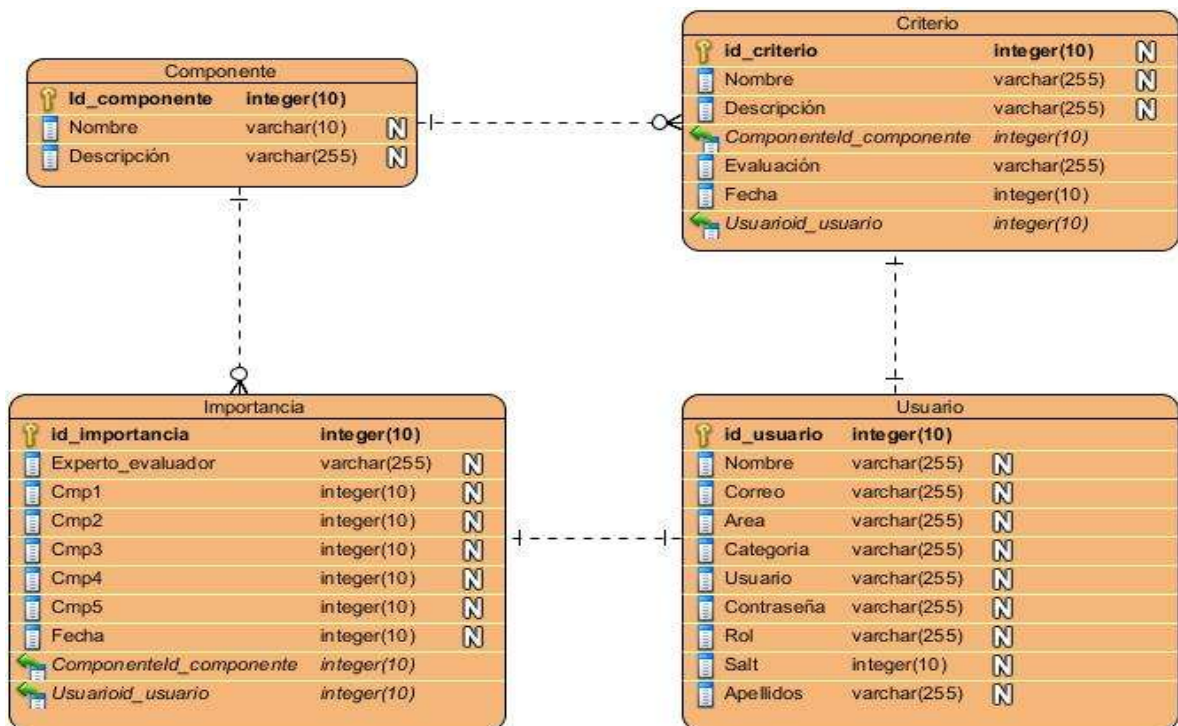 Componente
Id_componente integer(10)
Nombre varchar(10) N
Descripción varchar(255) N
Criterio
id_criterio integer(10) N
Nombre varchar(255) N
Descripción varchar(255) N
ComponenteId_componente integer(10)
Evaluación varchar(255)
Fecha integer(10)
Usuarioid_usuario integer(10)
Importancia
id_importancia integer(10)
Experto_evaluador varchar(255) N
Cmp1 integer(10) N
Cmp2 integer(10) N
Cmp3 integer(10) N
Cmp4 integer(10) N
Cmp5 integer(10) N
Fecha integer(10) N
ComponenteId_componente integer(10)
Usuarioid_usuario integer(10)
Usuario
id_usuario integer(10)
Nombre varchar(255) N
Correo varchar(255) N
Area varchar(255) N
Categoria varchar(255) N
Usuario varchar(255) N
Contraseña varchar(255) N
Rol varchar(255) N
Salt integer(10) N
Apellidos varchar(255) N